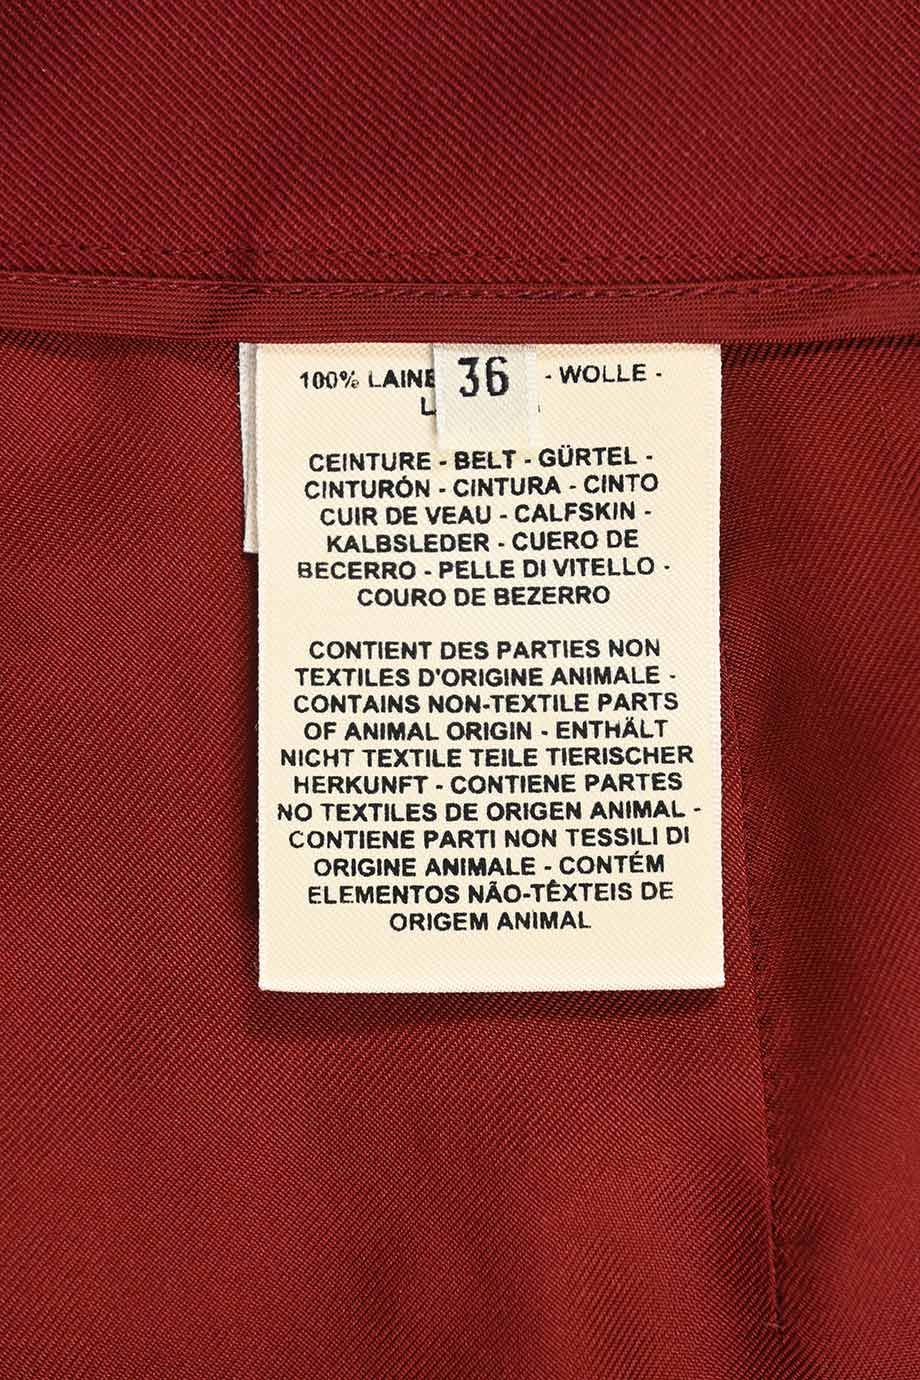 36
100% LAINE - WOLLE -
CEINTURE - BELT - GÜRTEL -
CINTURÓN - CINTURA - CINTO
CUIR DE VEAU - CALFSKIN -
KALBSLEDER - CUERO DE
BECERRO - PELLE DI VITELLO -
COURO DE BEZERRO
CONTIENT DES PARTIES NON
TEXTILES D'ORIGINE ANIMALE -
CONTAINS NON-TEXTILE PARTS
OF ANIMAL ORIGIN - ENTHÄLT
NICHT TEXTILE TEILE TIERISCHER
HERKUNFT - CONTIENE PARTES
NO TEXTILES DE ORIGEN ANIMAL -
CONTIENE PARTI NON TESSILI DI
ORIGINE ANIMALE - CONTÉM
ELEMENTOS NÃO-TÊXTEIS DE
ORIGEM ANIMAL